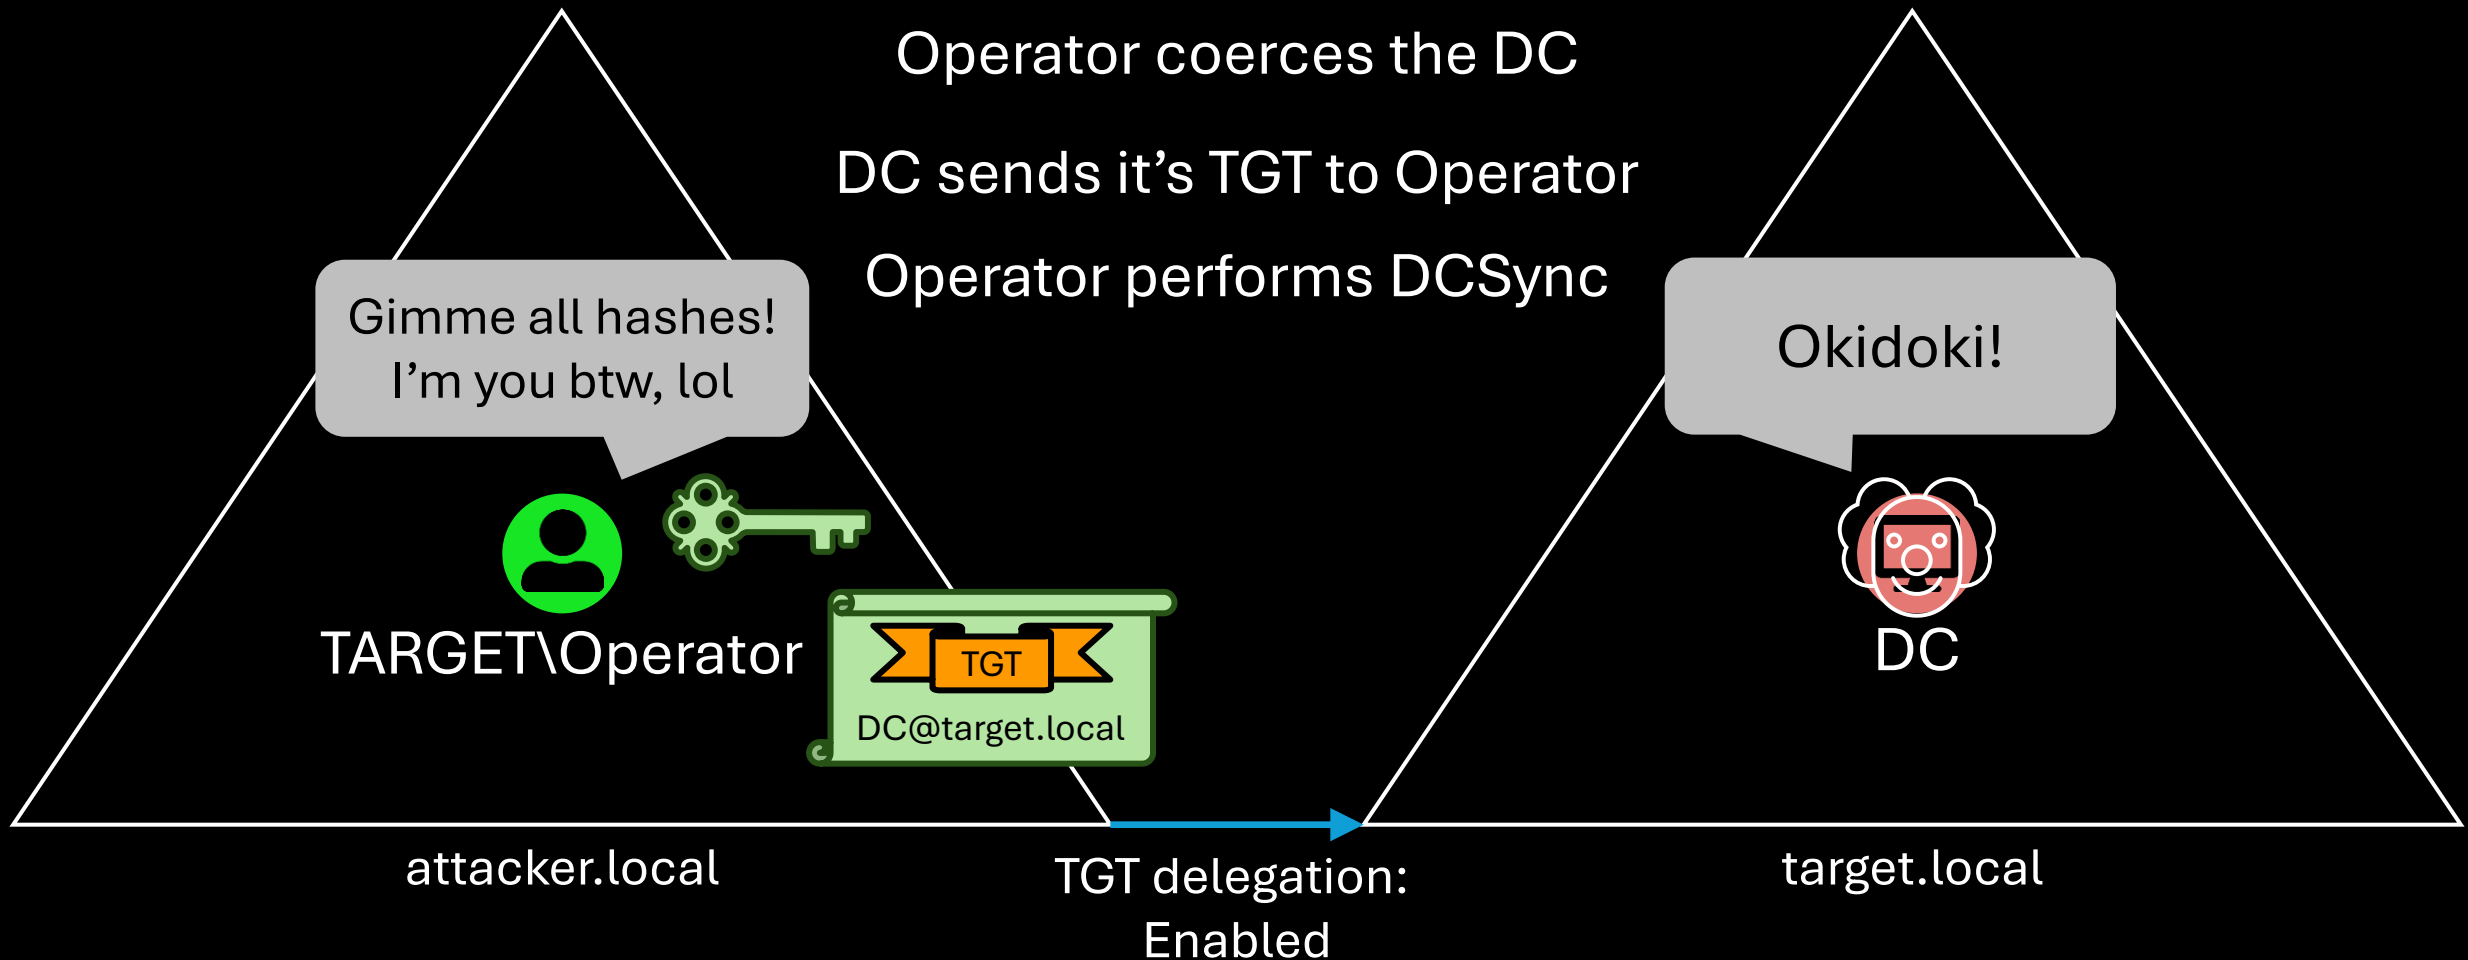 Operator coerces the DC
DC sends it’s TGT to Operator
Operator performs DCSync
Gimme all hashes!
I’m you btw, lol
Okidoki!
TARGET\Operator
TGT
DC@target.local
DC
attacker.local
TGT delegation:
Enabled
target.local